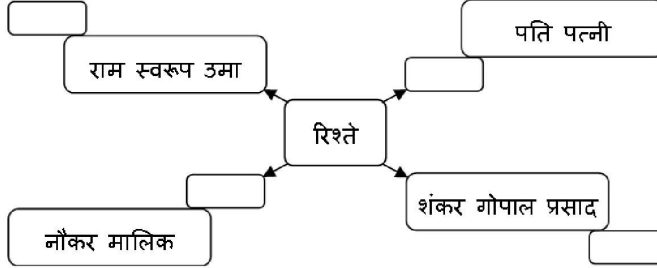 पति पत्नी
राम स्वरूप उमा
रिश्ते
शंकर गोपाल प्रसाद
नौकर मालिक